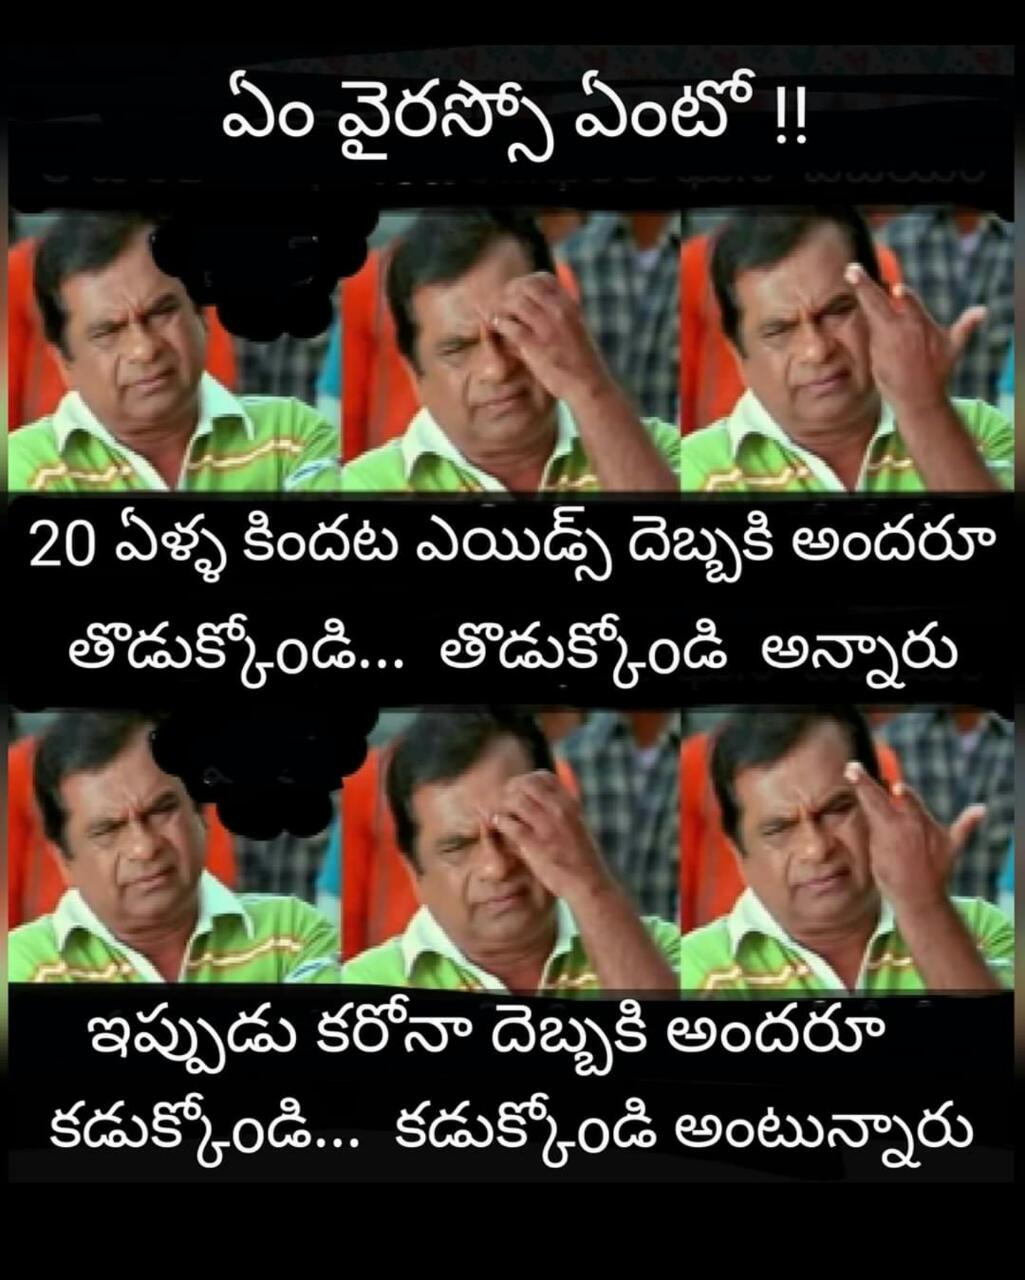 ఏం వైరస్సో ఏంటో !!
20 ఏళ్ళ కిందట ఎయిడ్స్ దెబ్బకి అందరూ
తొడుక్కోండి... తొడుక్కోండి అన్నారు
ఇప్పుడు కరోనా దెబ్బకి అందరూ
కడుక్కోండి... కడుక్కోండి అంటున్నారు